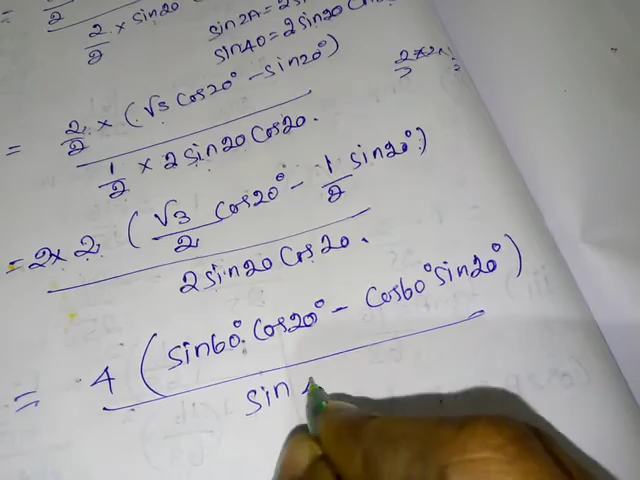 2/2 × sin20
sin2A = 2
sin40 = 2sin20
= 2/2 × (√3 cos20° - sin20°)
1/2 × 2 sin20 cos20.
= 2 × 2 (√3/2 cos20° - 1/2 sin20°)
2 sin20 cos20.
= 4 (sin60° cos20° - cos60° sin20°)
sin